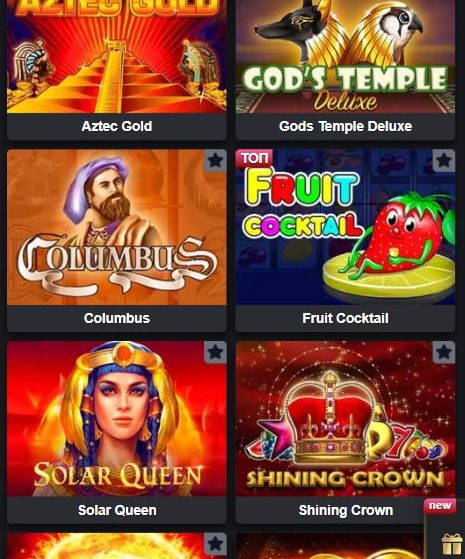 AZTEC GOLD
GOD'S TEMPLE
Deluxe
Aztec Gold
Gods Temple Deluxe
COLUMBUS
ТОП
FRUIT
COCKTAIL
Columbus
Fruit Cocktail
SOLAR QUEEN
SHINING CROWN
Solar Queen
Shining Crown
new